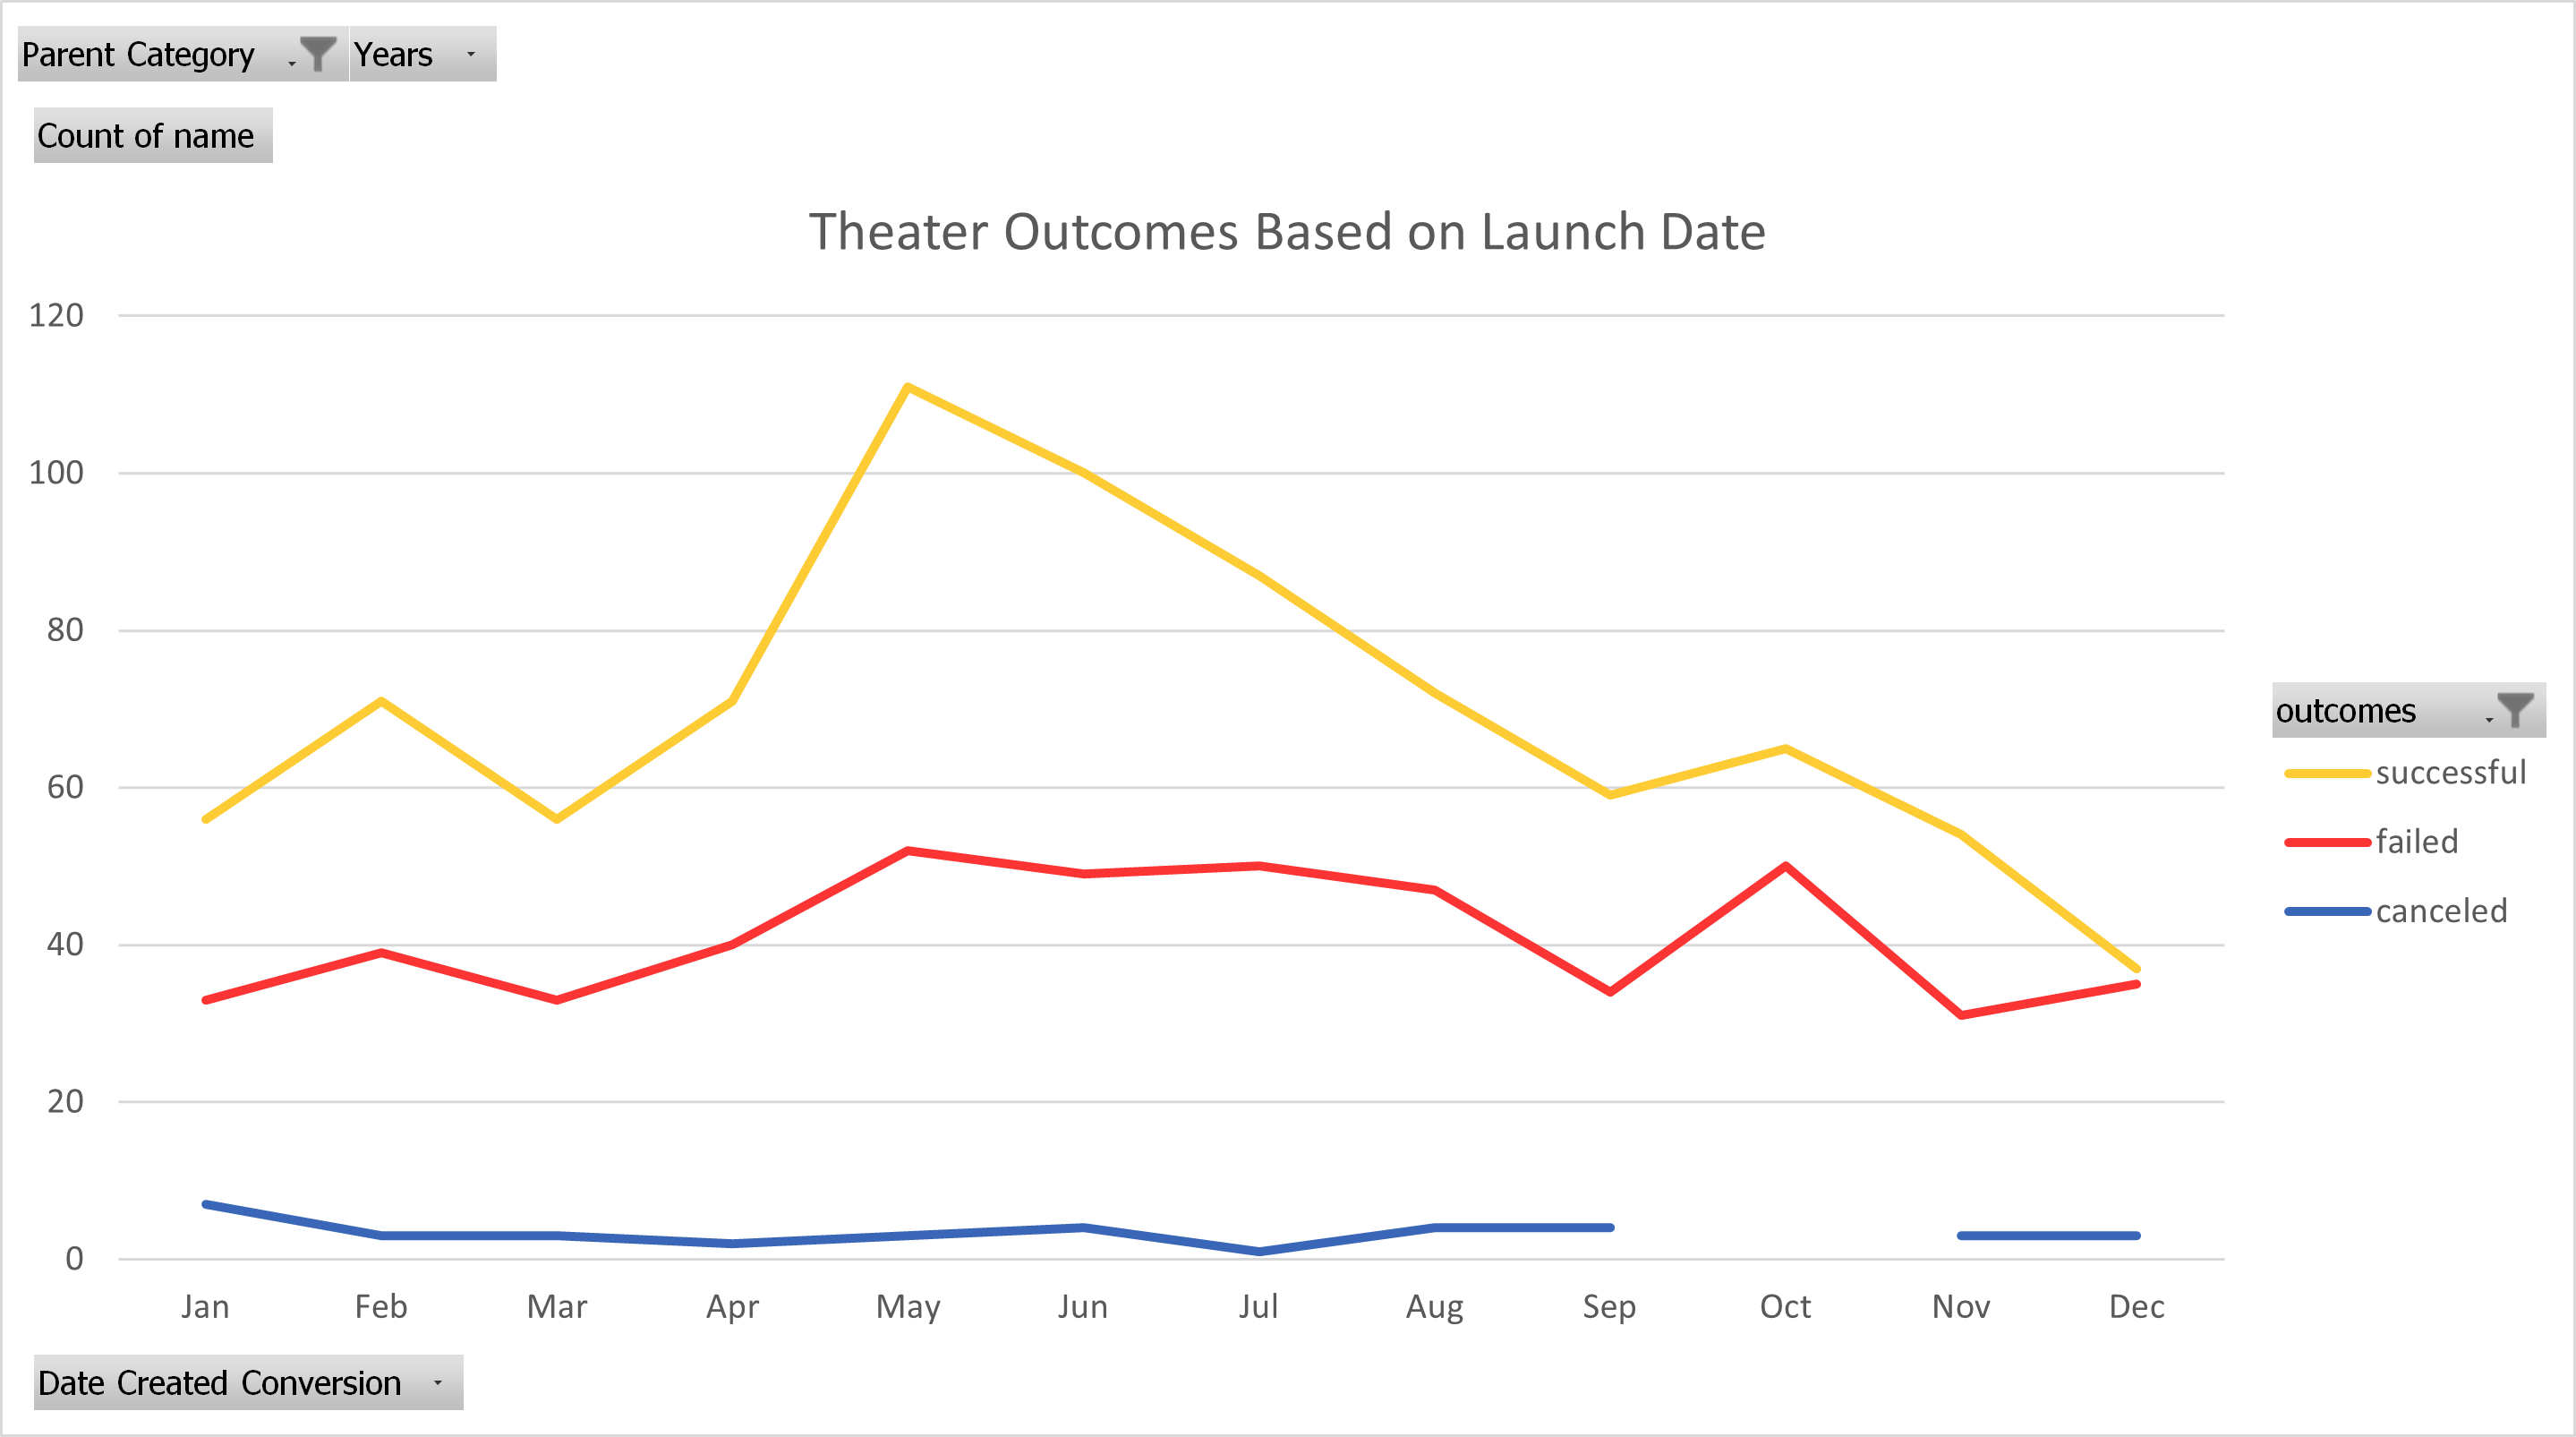 Parent Category Years
Count of name
Theater Outcomes Based on Launch Date
120
100
80
60
40
20
0
Jan Feb Mar Apr May Jun Jul Aug Sep Oct Nov Dec
outcomes
successful
failed
canceled
Date Created Conversion